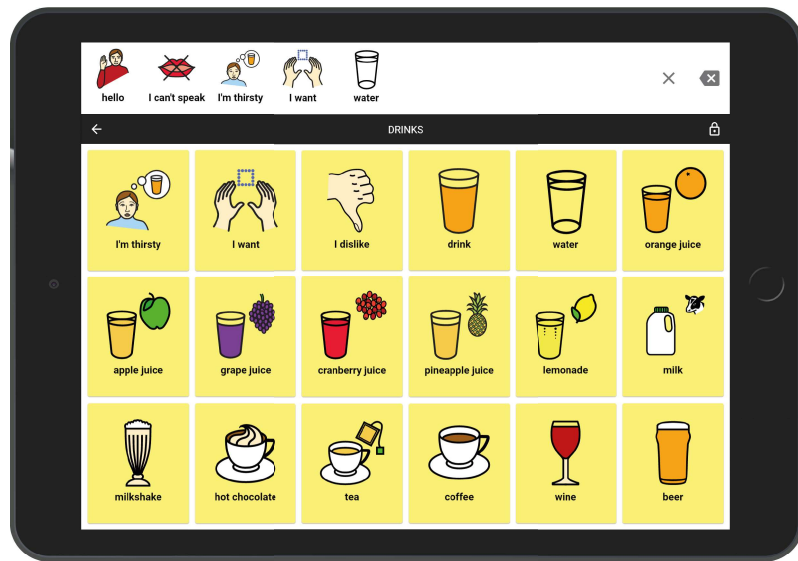 hello I can't speak I'm thirsty I want water
DRINKS
I'm thirsty I want I dislike drink water orange juice
apple juice grape juice cranberry juice pineapple juice lemonade milk
milkshake hot chocolate tea coffee wine beer